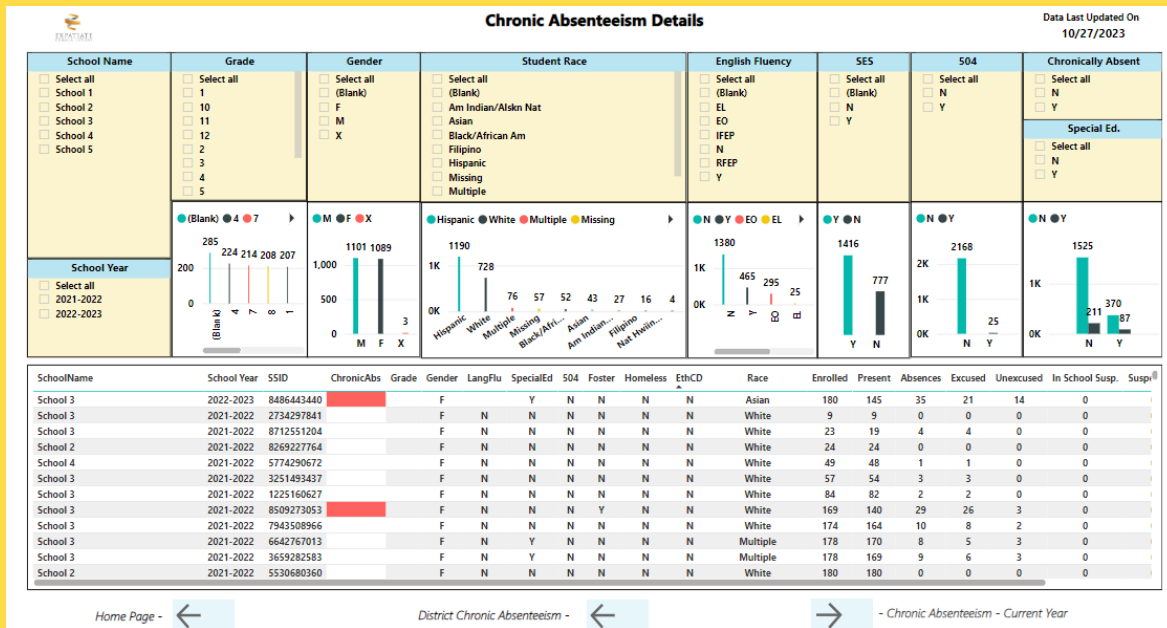 Chronic Absenteeism Details
Data Last Updated On
10/27/2023
EXPATIATE
School Name
Select all
School 1
School 2
School 3
School 4
School 5
Grade
Select all
1
10
11
12
2
3
4
5
Gender
Select all
(Blank)
F
M
X
Student Race
Select all
(Blank)
Am Indian/Alskn Nat
Asian
Black/African Am
Filipino
Hispanic
Missing
Multiple
English Fluency
Select all
(Blank)
EL
EO
IFEP
N
RFEP
Y
SES
Select all
(Blank)
N
Y
504
Select all
N
Y
Chronically Absent
Select all
N
Y
Special Ed.
Select all
N
Y
School Year
Select all
2021-2022
2022-2023
(Blank) 4 7
285
224 214 208 207
200
0
(Blank) 4 7 8 1
M F X
1101 1089
1,000
500
3
0
M F X
Hispanic White Multiple Missing
1190
1K
728
76 57 52 43 27 16 4
0K
Hispanic White Multiple Missing Black/Afri... Asian Am Indian... Filipino Nat Hwiin...
N Y EO EL
1380
1K
465
295
25
0K
N Y EO EL
Y N
1416
777
Y N
N Y
2168
2K
1K
25
0K
N Y
N Y
1525
1K
211 370
87
0K
N Y
SchoolName School Year SSID ChronicAbs Grade Gender LangFlu SpecialEd 504 Foster Homeless EthCD Race Enrolled Present Absences Excused Unexcused In School Susp. Susp
School 3 2022-2023 8486443440 F Y N N N N Asian 180 145 35 21 14 0
School 3 2021-2022 2734297841 F N N N N N N White 9 9 0 0 0 0
School 3 2021-2022 8712551204 F N N N N N N White 23 19 4 4 0 0
School 2 2021-2022 8269227764 F N N N N N N White 24 24 0 0 0 0
School 4 2021-2022 5774290672 F N N N N N N White 49 48 1 1 0 0
School 3 2021-2022 3251493437 F N N N N N N White 57 54 3 3 0 0
School 3 2021-2022 1225160627 F N N N N N N White 84 82 2 2 0 0
School 3 2021-2022 8509273053 F N N N Y N N White 169 140 29 26 3 0
School 3 2021-2022 7943508966 F N N N N N N White 174 164 10 8 2 0
School 3 2021-2022 6642767013 F N Y N N N N Multiple 178 170 8 5 3 0
School 3 2021-2022 3659282583 F N Y N N N N Multiple 178 169 9 6 3 0
School 2 2021-2022 5530680360 F N N N N N N White 180 180 0 0 0 0
Home Page -
District Chronic Absenteeism -
- Chronic Absenteeism - Current Year